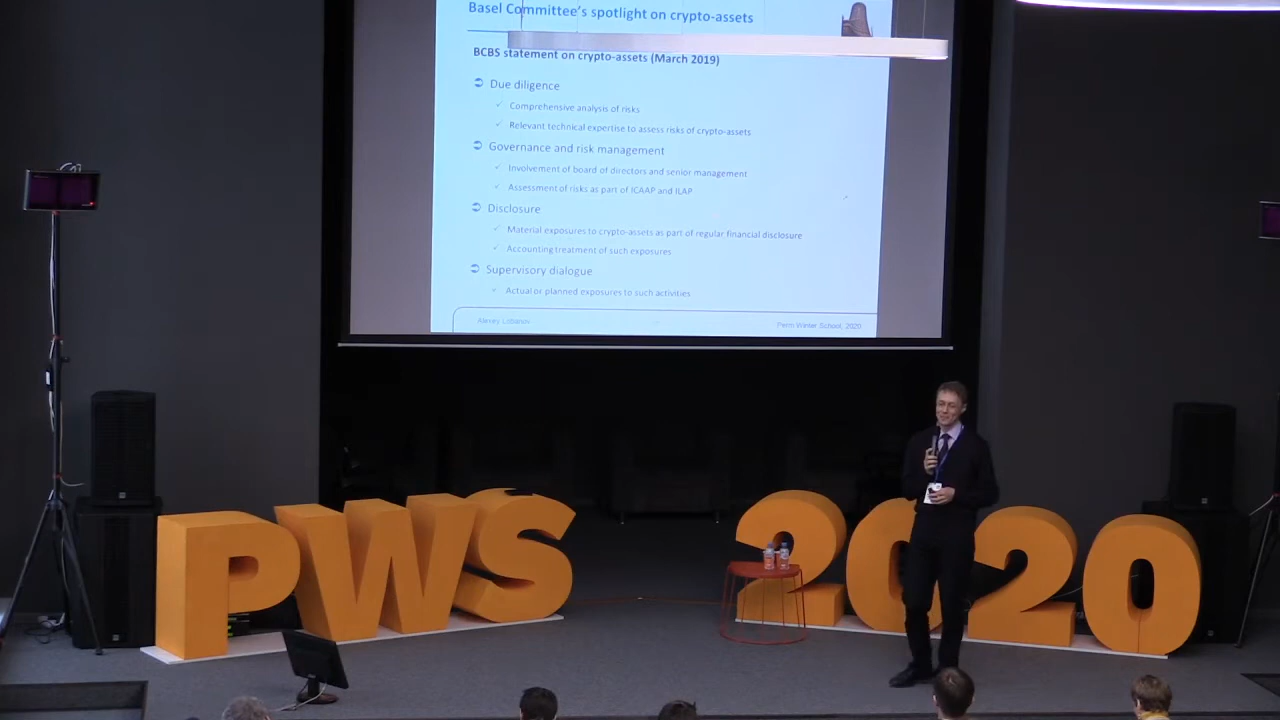 Basel Committee's spotlight on crypto-assets
BCBS statement on crypto-assets (March 2019)
Due diligence
Comprehensive analysis of risks
Relevant technical expertise to assess risks of crypto-assets
Governance and risk management
Involvement of board of directors and senior management
Assessment of risks as part of ICAAP and ILAP
Disclosure
Material exposures to crypto-assets as part of regular financial disclosure
Accounting treatment of such exposures
Supervisory dialogue
Actual or planned exposures to such activities
Alexey
Perm Winter School, 2020
PWS 2020